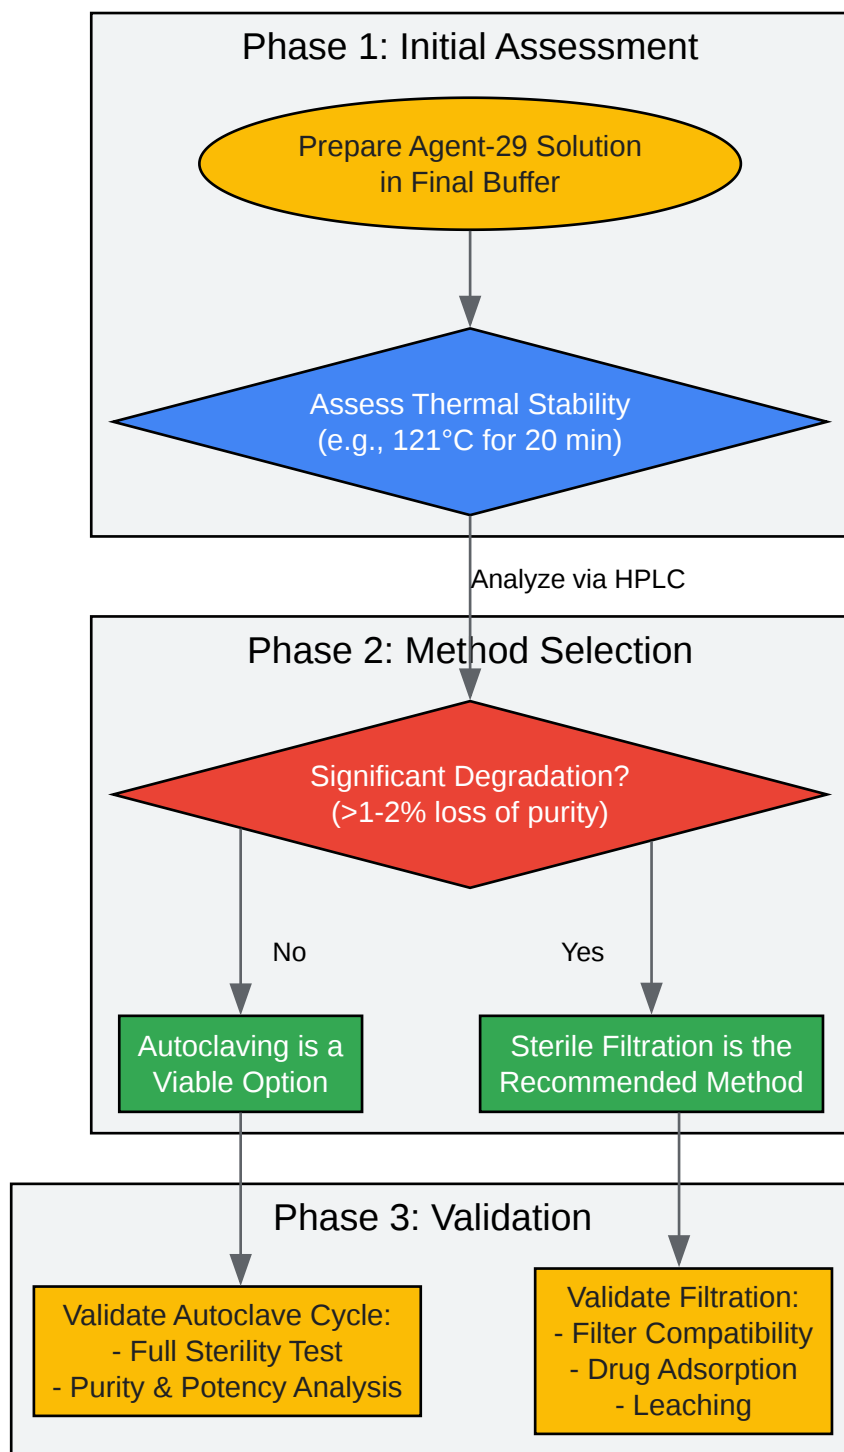 Phase 1: Initial Assessment
Prepare Agent-29 Solution
in Final Buffer
Assess Thermal Stability
(e.g., 121°C for 20 min)
Analyze via HPLC
Phase 2: Method Selection
Significant Degradation?
(>1-2% loss of purity)
No
Yes
Autoclaving is a
Viable Option
Sterile Filtration is the
Recommended Method
Phase 3: Validation
Validate Autoclave Cycle:
- Full Sterility Test
- Purity & Potency Analysis
Validate Filtration:
- Filter Compatibility
- Drug Adsorption
- Leaching